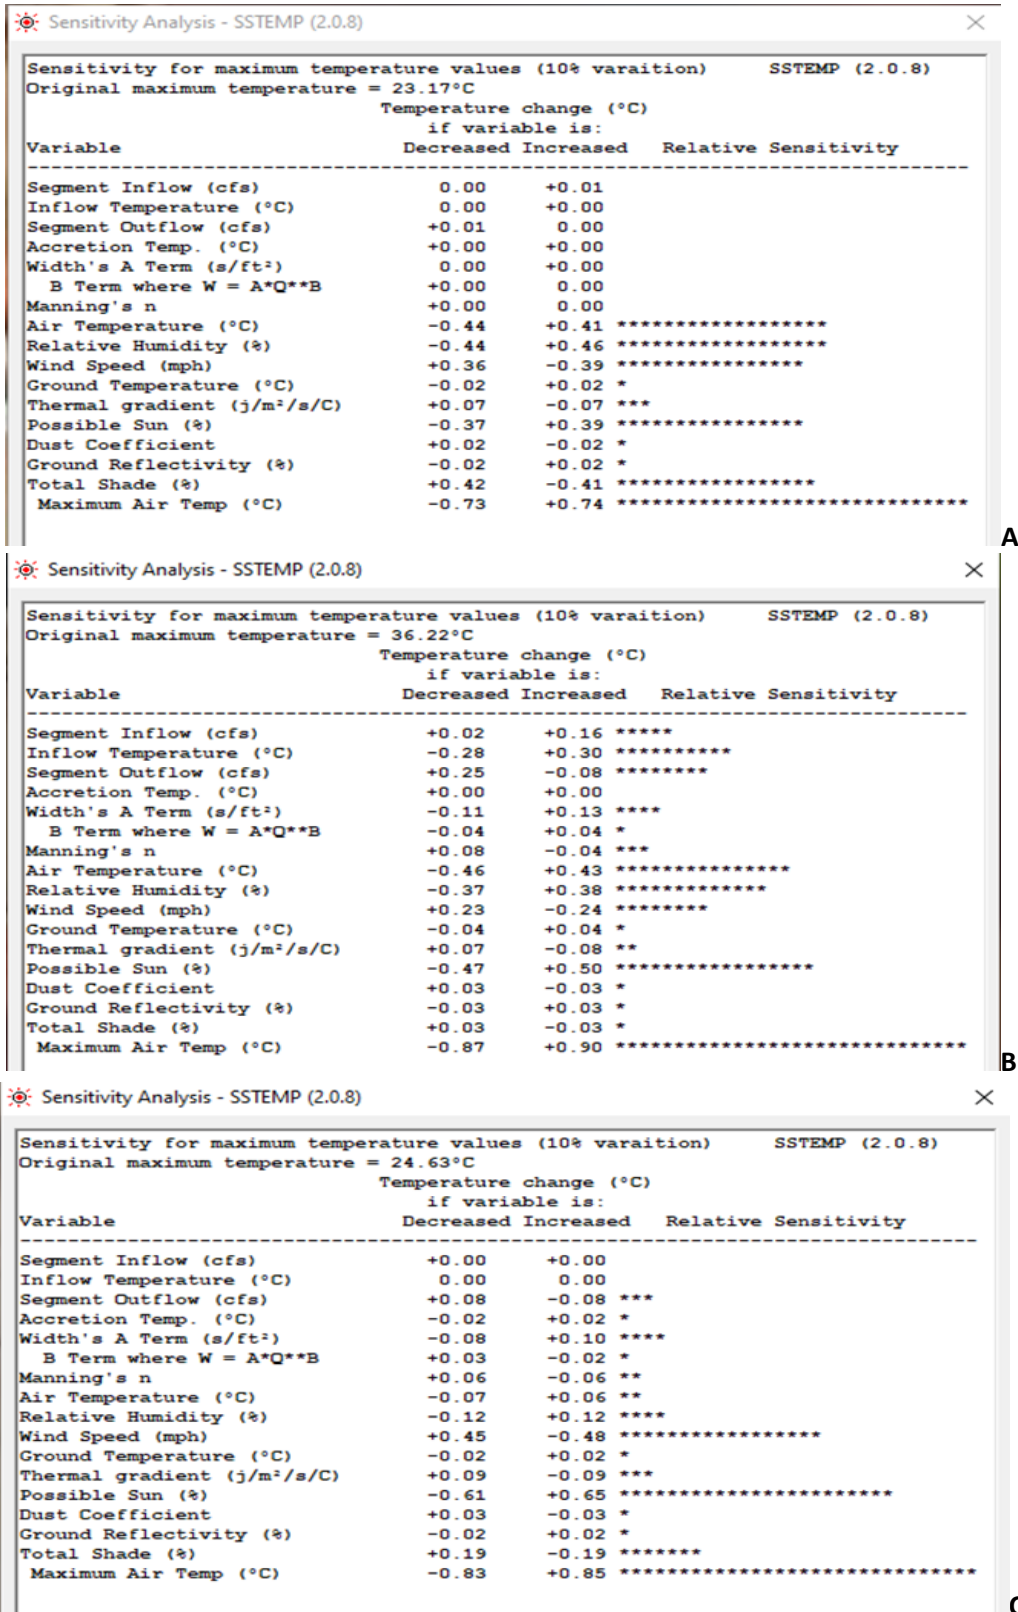 Sensitivity Analysis - SSTEMP (2.0.8)
Sensitivity for maximum temperature values (10% varaition) SSTEMP (2.0.8)
Original maximum temperature = 23.17°C
Temperature change (°C)
if variable is:
Variable Decreased Increased Relative Sensitivity
Segment Inflow (cfs) 0.00 +0.01
Inflow Temperature (°C) 0.00 +0.00
Segment Outflow (cfs) +0.01 0.00
Accretion Temp. (°C) +0.00 +0.00
Width's A Term (s/ft²) 0.00 +0.00
B Term where W = A*Q**B +0.00 0.00
Manning's n +0.00 0.00
Air Temperature (°C) -0.44 +0.41 ******************
Relative Humidity (%) -0.44 +0.46 ******************
Wind Speed (mph) +0.36 -0.39 ****************
Ground Temperature (°C) -0.02 +0.02 *
Thermal gradient (j/m²/s/C) +0.07 -0.07 ***
Possible Sun (%) -0.37 +0.39 ****************
Dust Coefficient +0.02 -0.02 *
Ground Reflectivity (%) -0.02 +0.02 *
Total Shade (%) +0.42 -0.41 *****************
Maximum Air Temp (°C) -0.73 +0.74 ******************************
A
Sensitivity Analysis - SSTEMP (2.0.8)
Sensitivity for maximum temperature values (10% varaition) SSTEMP (2.0.8)
Original maximum temperature = 36.22°C
Temperature change (°C)
if variable is:
Variable Decreased Increased Relative Sensitivity
Segment Inflow (cfs) +0.02 +0.16 *****
Inflow Temperature (°C) -0.28 +0.30 **********
Segment Outflow (cfs) +0.25 -0.08 ********
Accretion Temp. (°C) +0.00 +0.00
Width's A Term (s/ft²) -0.11 +0.13 ****
B Term where W = A*Q**B -0.04 +0.04 *
Manning's n +0.08 -0.04 ***
Air Temperature (°C) -0.46 +0.43 ***************
Relative Humidity (%) -0.37 +0.38 *************
Wind Speed (mph) +0.23 -0.24 ********
Ground Temperature (°C) -0.04 +0.04 *
Thermal gradient (j/m²/s/C) +0.07 -0.08 **
Possible Sun (%) -0.47 +0.50 *****************
Dust Coefficient +0.03 -0.03 *
Ground Reflectivity (%) -0.03 +0.03 *
Total Shade (%) +0.03 -0.03 *
Maximum Air Temp (°C) -0.87 +0.90 ******************************
B
Sensitivity Analysis - SSTEMP (2.0.8)
Sensitivity for maximum temperature values (10% varaition) SSTEMP (2.0.8)
Original maximum temperature = 24.63°C
Temperature change (°C)
if variable is:
Variable Decreased Increased Relative Sensitivity
Segment Inflow (cfs) +0.00 +0.00
Inflow Temperature (°C) 0.00 0.00
Segment Outflow (cfs) +0.08 -0.08 ***
Accretion Temp. (°C) -0.02 +0.02 *
Width's A Term (s/ft²) -0.08 +0.10 ****
B Term where W = A*Q**B +0.03 -0.02 *
Manning's n +0.06 -0.06 **
Air Temperature (°C) -0.07 +0.06 **
Relative Humidity (%) -0.12 +0.12 ****
Wind Speed (mph) +0.45 -0.48 *****************
Ground Temperature (°C) -0.02 +0.02 *
Thermal gradient (j/m²/s/C) +0.09 -0.09 ***
Possible Sun (%) -0.61 +0.65 ***********************
Dust Coefficient +0.03 -0.03 *
Ground Reflectivity (%) -0.02 +0.02 *
Total Shade (%) +0.19 -0.19 *******
Maximum Air Temp (°C) -0.83 +0.85 ******************************